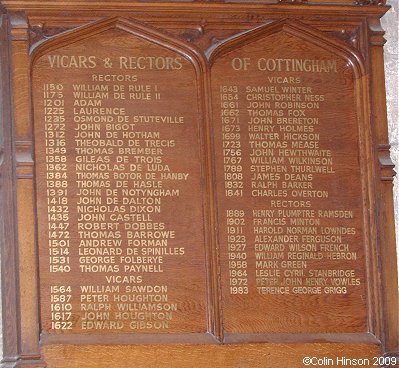 VICARS & RECTORS
RECTORS
1150 WILLIAM DE RULE I
1175 WILLIAM DE RULE II
1201 ADAM
1225 LAURENCE
1235 OSMOND DE STUTEVILLE
1272 JOHN BIGOT
1312 JOHN DE HOTHAM
1316 THEOBALD DE TRECIS
1349 THOMAS BREMBER
1358 GILEAS DE TROIS
1362 NICHOLAS DE LUDA
1384 THOMAS BOTOR DE HANBY
1388 THOMAS DE HASLE
1391 JOHN DE NOTYNGHAM
1418 JOHN DE DALTON
1432 NICHOLAS DIXON
1435 JOHN CASTELL
1447 ROBERT DOBBES
1472 THOMAS BARROWE
1501 ANDREW FORMAN
1514 LEONARD DE SPINILLES
1531 GEORGE FOLBERYE
1540 THOMAS PAYNELL
VICARS
1564 WILLIAM SAWDON
1587 PETER HOUGHTON
1610 RALPH WILLIAMSON
1617 JOHN HOUGHTON
1622 EDWARD GIBSON
OF COTTINGHAM
VICARS
1643 SAMUEL WINTER
1654 CHRISTOPHER NESS
1661 JOHN ROBINSON
1662 THOMAS FOX
1671 JOHN BRERETON
1673 HENRY HOLMES
1699 WALTER HICKSON
1723 THOMAS MEASE
1756 JOHN HEWTHWAITE
1767 WILLIAM WILKINSON
1789 STEPHEN THURLWELL
1808 JAMES DEANS
1832 RALPH BARKER
1841 CHARLES OVERTON
RECTORS
1889 HENRY PLUMPTRE RAMSDEN
1902 FRANCIS MINTON
1911 HAROLD NORMAN LOWNDES
1923 ALEXANDER FERGUSON
1927 EDWARD WILSON FRENCH
1940 WILLIAM REGINALD HEBRON
1958 MARK GREEN
1964 LESLIE CYRIL STANBRIDGE
1972 PETER JOHN HENRY VOWLES
1983 TERENCE GEORGE GRIGG
©Colin Hinson 2009